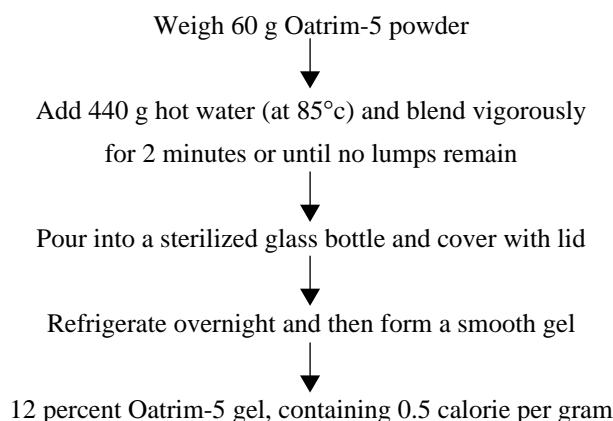 Weigh 60 g Oatrim-5 powder
Add 440 g hot water (at 85°c) and blend vigorously
for 2 minutes or until no lumps remain
Pour into a sterilized glass bottle and cover with lid
Refrigerate overnight and then form a smooth gel
12 percent Oatrim-5 gel, containing 0.5 calorie per gram